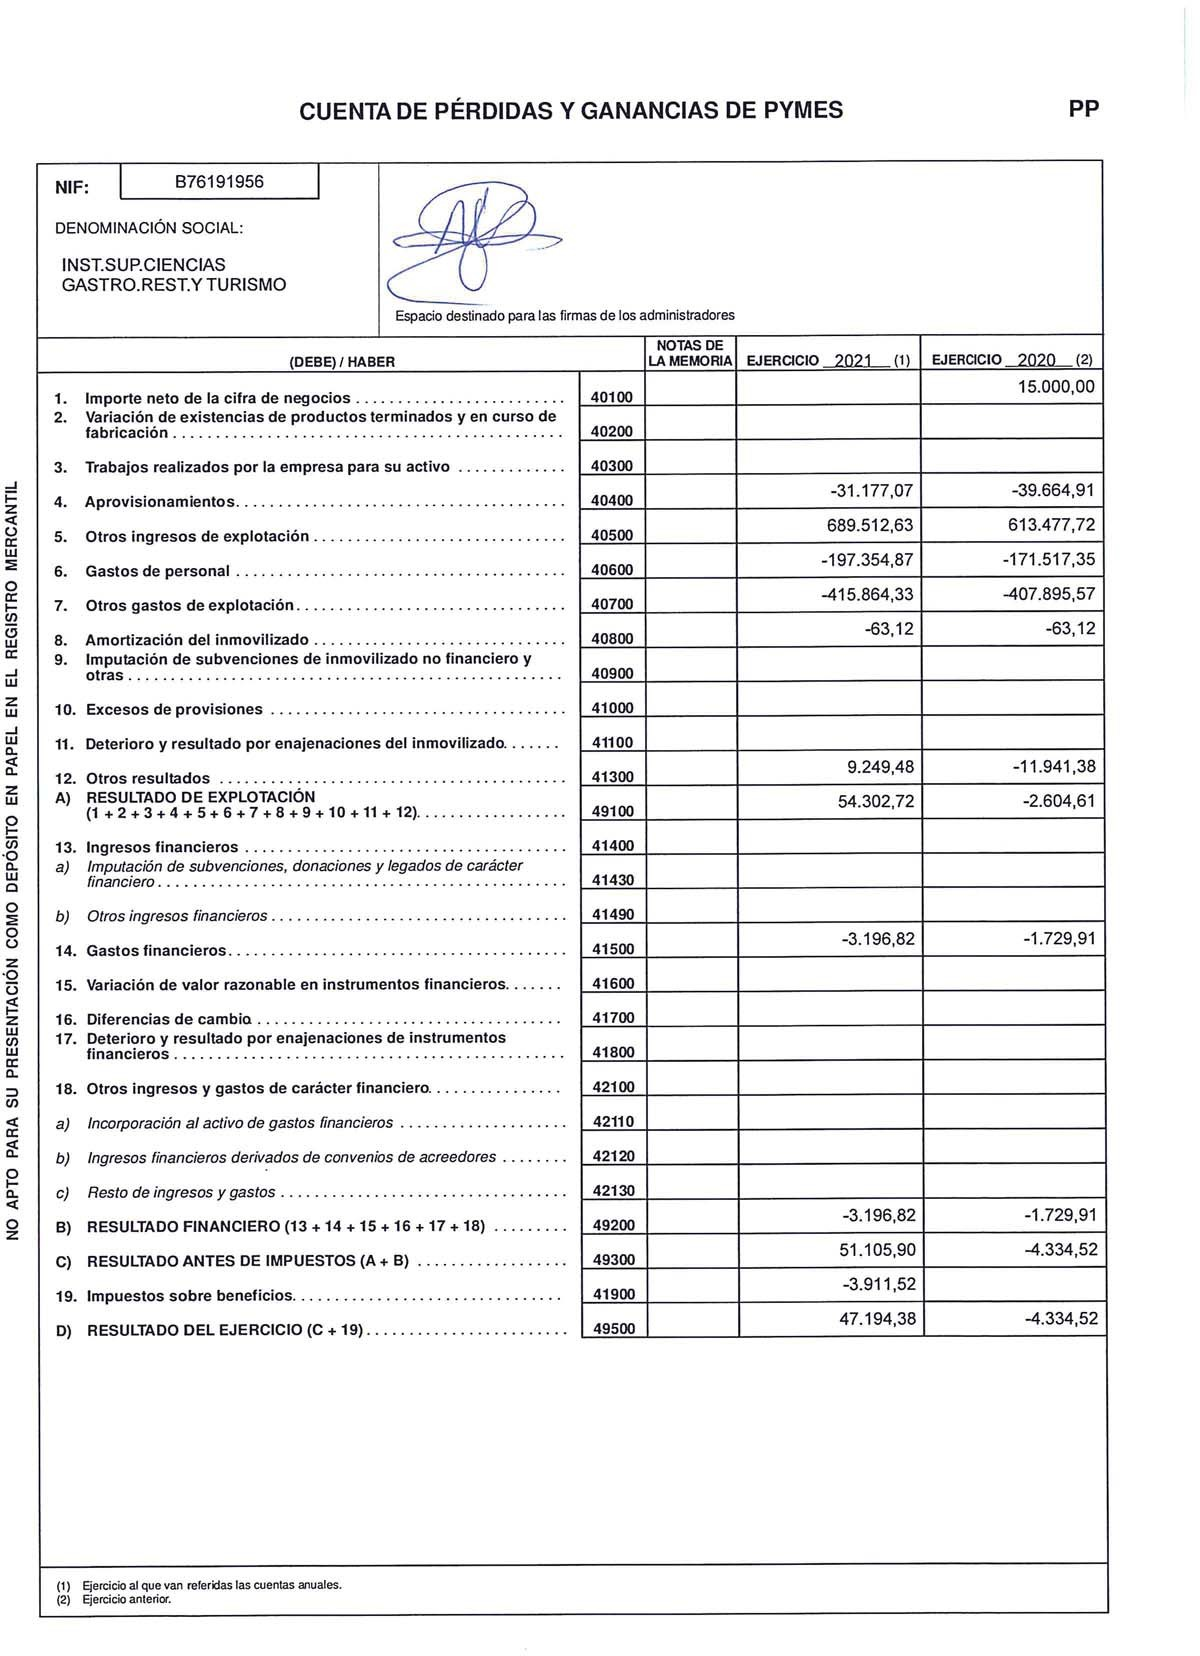 CUENTA DE PÉRDIDAS Y GANANCIAS DE PYMES
PP
NIF:
B76191956
DENOMINACIÓN SOCIAL:
INST.SUP.CIENCIAS
GASTRO.REST.Y TURISMO
Espacio destinado para las firmas de los administradores
(DEBE) / HABER
NOTAS DE
LA MEMORIA
EJERCICIO 2021 (1)
EJERCICIO 2020 (2)
1. Importe neto de la cifra de negocios 40100 15.000,00
2. Variación de existencias de productos terminados y en curso de
fabricación 40200
3. Trabajos realizados por la empresa para su activo 40300
4. Aprovisionamientos 40400 -31.177,07 -39.664,91
5. Otros ingresos de explotación 40500 689.512,63 613.477,72
6. Gastos de personal 40600 -197.354,87 -171.517,35
7. Otros gastos de explotación 40700 -415.864,33 -407.895,57
8. Amortización del inmovilizado 40800 -63,12 -63,12
9. Imputación de subvenciones de inmovilizado no financiero y
otras 40900
10. Excesos de provisiones 41000
11. Deterioro y resultado por enajenaciones del inmovilizado 41100
12. Otros resultados 41300 9.249,48 -11.941,38
A) RESULTADO DE EXPLOTACIÓN
(1 + 2 + 3 + 4 + 5 + 6 + 7 + 8 + 9 + 10 + 11 + 12) 49100 54.302,72 -2.604,61
13. Ingresos financieros 41400
a) Imputación de subvenciones, donaciones y legados de carácter
financiero 41430
b) Otros ingresos financieros 41490
14. Gastos financieros 41500 -3.196,82 -1.729,91
15. Variación de valor razonable en instrumentos financieros 41600
16. Diferencias de cambio 41700
17. Deterioro y resultado por enajenaciones de instrumentos
financieros 41800
18. Otros ingresos y gastos de carácter financiero 42100
a) Incorporación al activo de gastos financieros 42110
b) Ingresos financieros derivados de convenios de acreedores 42120
c) Resto de ingresos y gastos 42130
B) RESULTADO FINANCIERO (13 + 14 + 15 + 16 + 17 + 18) 49200 -3.196,82 -1.729,91
C) RESULTADO ANTES DE IMPUESTOS (A + B) 49300 51.105,90 -4.334,52
19. Impuestos sobre beneficios 41900 -3.911,52
D) RESULTADO DEL EJERCICIO (C + 19) 49500 47.194,38 -4.334,52
(1) Ejercicio al que van referidas las cuentas anuales.
(2) Ejercicio anterior.
NO APTO PARA SU PRESENTACIÓN COMO DEPÓSITO EN PAPEL EN EL REGISTRO MERCANTIL